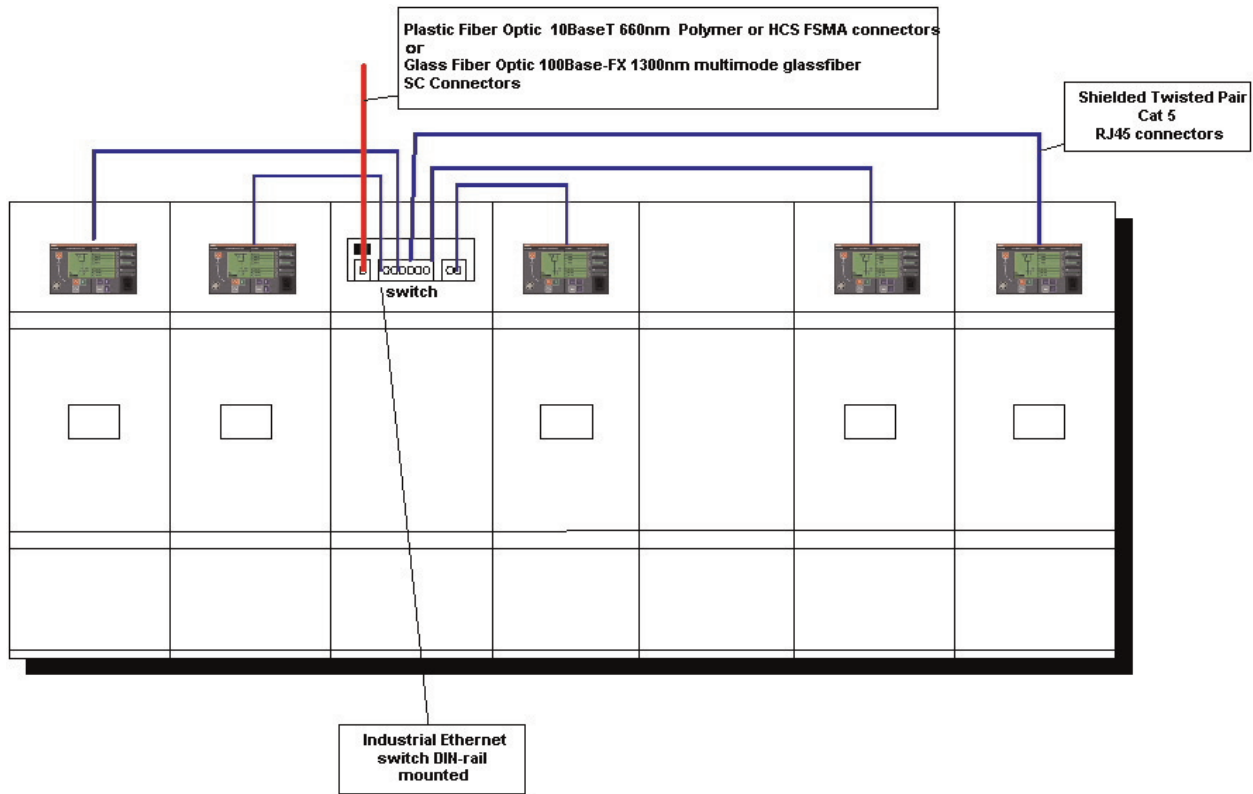 Plastic Fiber Optic 10BaseT 660nm Polymer or HCS FSMA connectors
or
Glass Fiber Optic 100Base-FX 1300nm multimode glassfiber
SC Connectors
Shielded Twisted Pair
Cat 5
RJ45 connectors
switch
Industrial Ethernet
switch DIN-rail
mounted